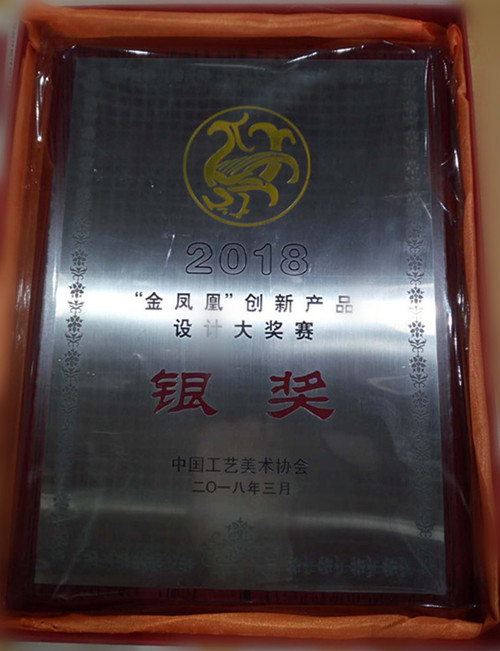 2018
“金凤凰”创新产品
设计大奖赛
银奖
中国工艺美术协会
二〇一八年三月